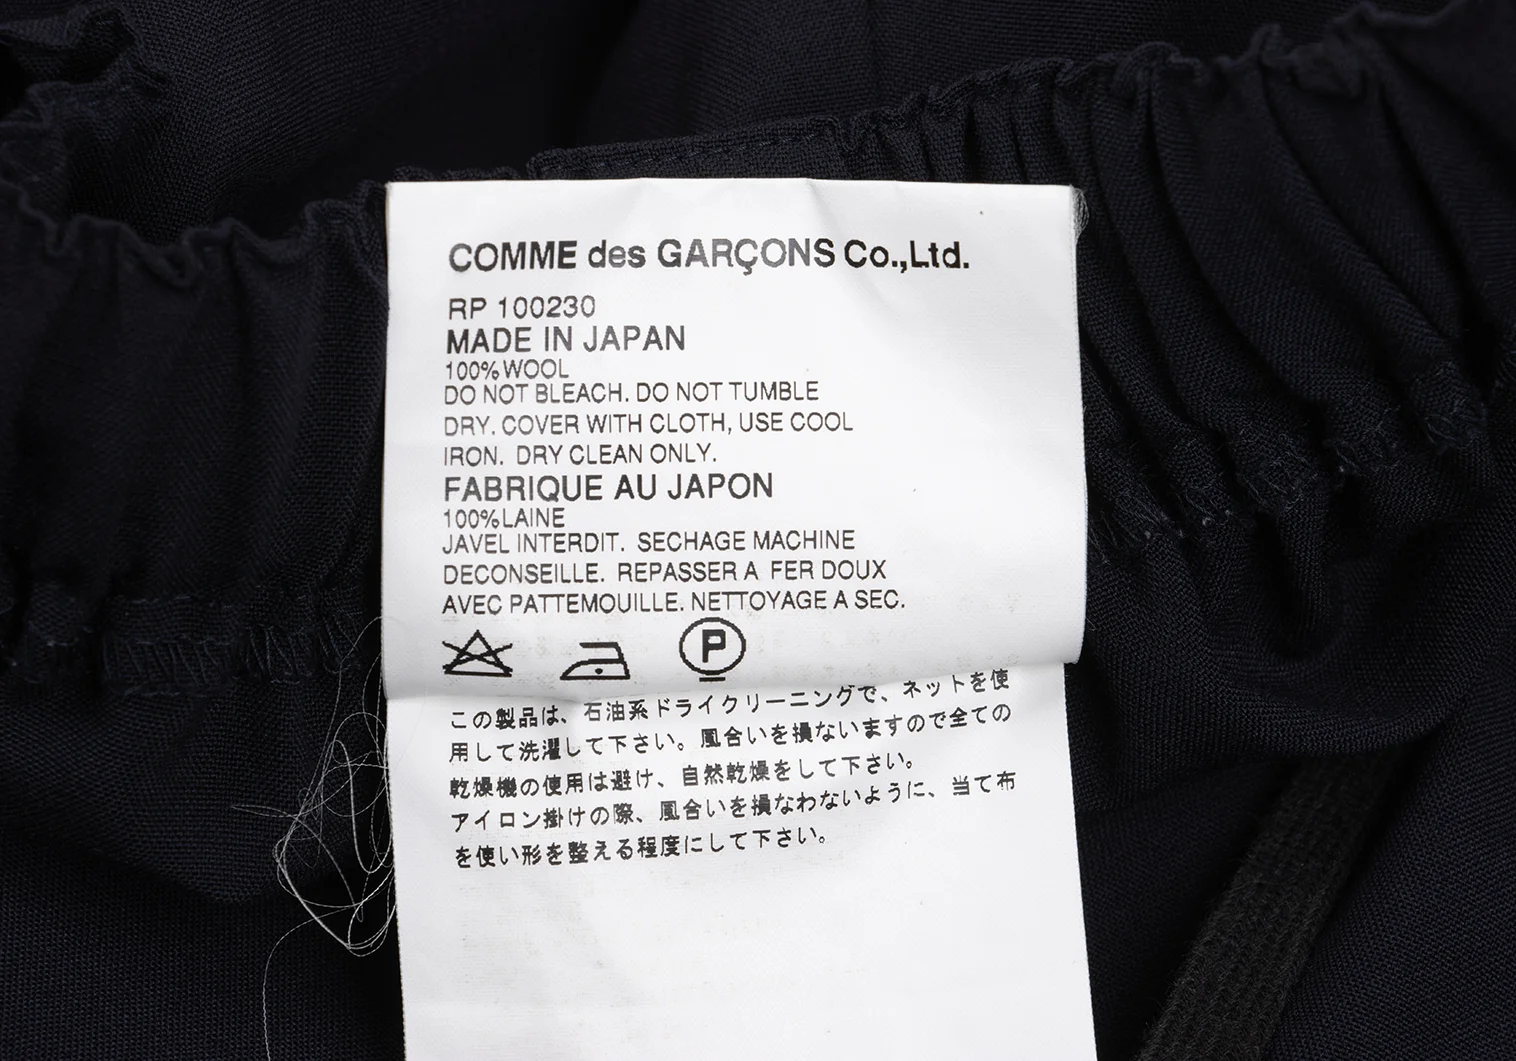 COMME des GARÇONS Co.,Ltd.
RP 100230
MADE IN JAPAN
100% WOOL
DO NOT BLEACH. DO NOT TUMBLE
DRY. COVER WITH CLOTH, USE COOL
IRON. DRY CLEAN ONLY.
FABRIQUE AU JAPON
100% LAINE
JAVEL INTERDIT. SECHAGE MACHINE
DECONSEILLE. REPASSER A FER DOUX
AVEC PATTEMOUILLE. NETTOYAGE A SEC.
P
この製品は、石油系ドライクリーニングで、ネットを使
用して洗濯して下さい。風合いを損ないますので全ての
乾燥機の使用は避け、自然乾燥をして下さい。
アイロン掛けの際、風合いを損なわないように、当て布
を使い形を整える程度にして下さい。